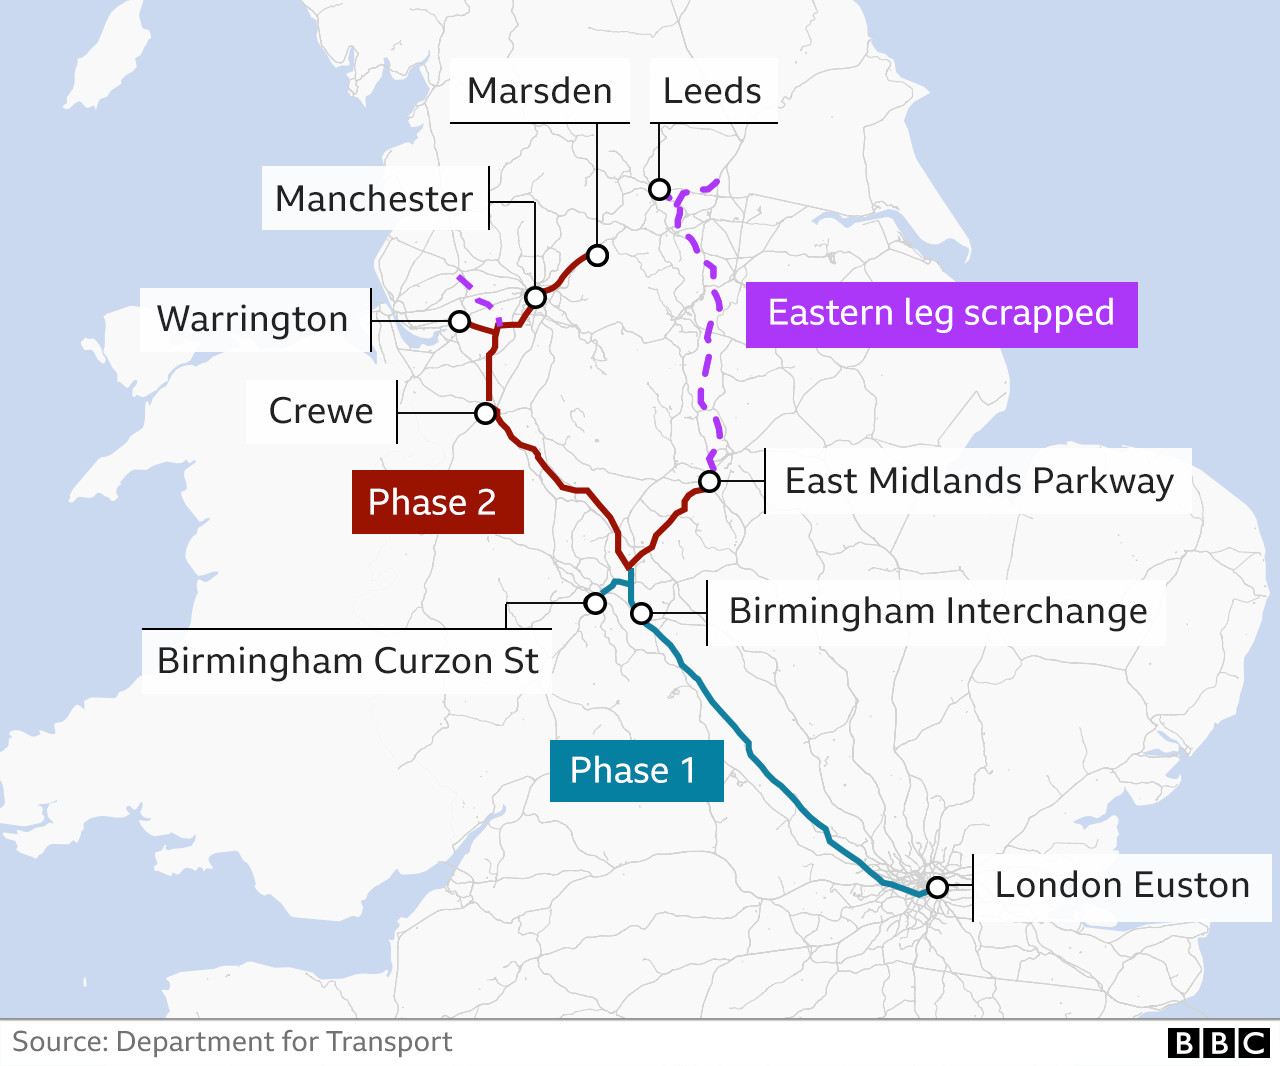 Marsden
Leeds
Manchester
Warrington
Eastern leg scrapped
Crewe
Phase 2
East Midlands Parkway
Birmingham Interchange
Birmingham Curzon St
Phase 1
London Euston
Source: Department for Transport
BBC